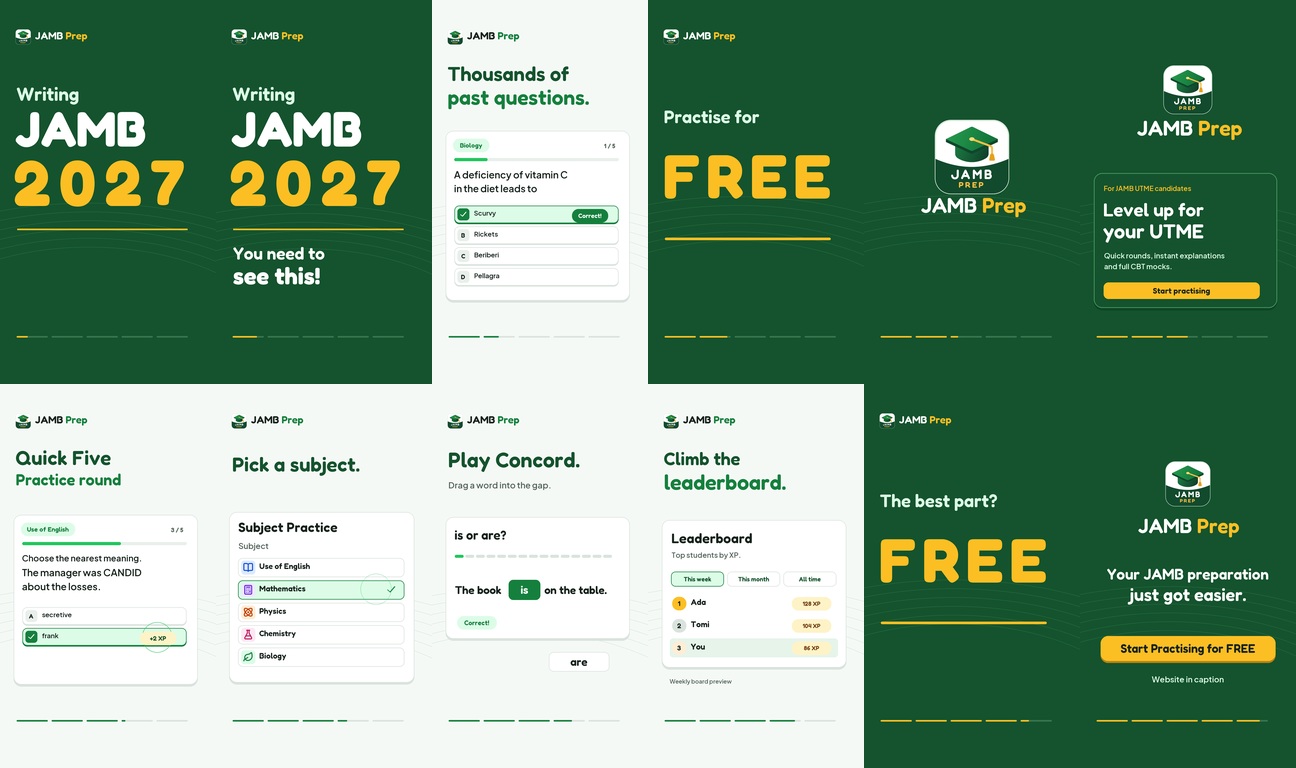 JAMB Prep
Writing
JAMB
2027
JAMB Prep
Writing
JAMB
2027
You need to
see this!
JAMB Prep
Thousands of
past questions.
Biology
1 / 5
A deficiency of vitamin C
in the diet leads to
Scurvy
Correct!
B Rickets
C Beriberi
D Pellagra
JAMB Prep
Practise for
FREE
JAMB
PREP
JAMB Prep
JAMB
PREP
JAMB Prep
For JAMB UTME candidates
Level up for
your UTME
Quick rounds, instant explanations
and full CBT mocks.
Start practising
JAMB Prep
Quick Five
Practice round
Use of English
3 / 5
Choose the nearest meaning.
The manager was CANDID
about the losses.
A secretive
frank
+2 XP
JAMB Prep
Pick a subject.
Subject Practice
Subject
Use of English
Mathematics
Physics
Chemistry
Biology
JAMB Prep
Play Concord.
Drag a word into the gap.
is or are?
The book is on the table.
Correct!
are
JAMB Prep
Climb the
leaderboard.
Leaderboard
Top students by XP.
This week
This month
All time
1 Ada 128 XP
2 Tomi 104 XP
3 You 86 XP
Weekly board preview
JAMB Prep
The best part?
FREE
JAMB
PREP
JAMB Prep
Your JAMB preparation
just got easier.
Start Practising for FREE
Website in caption